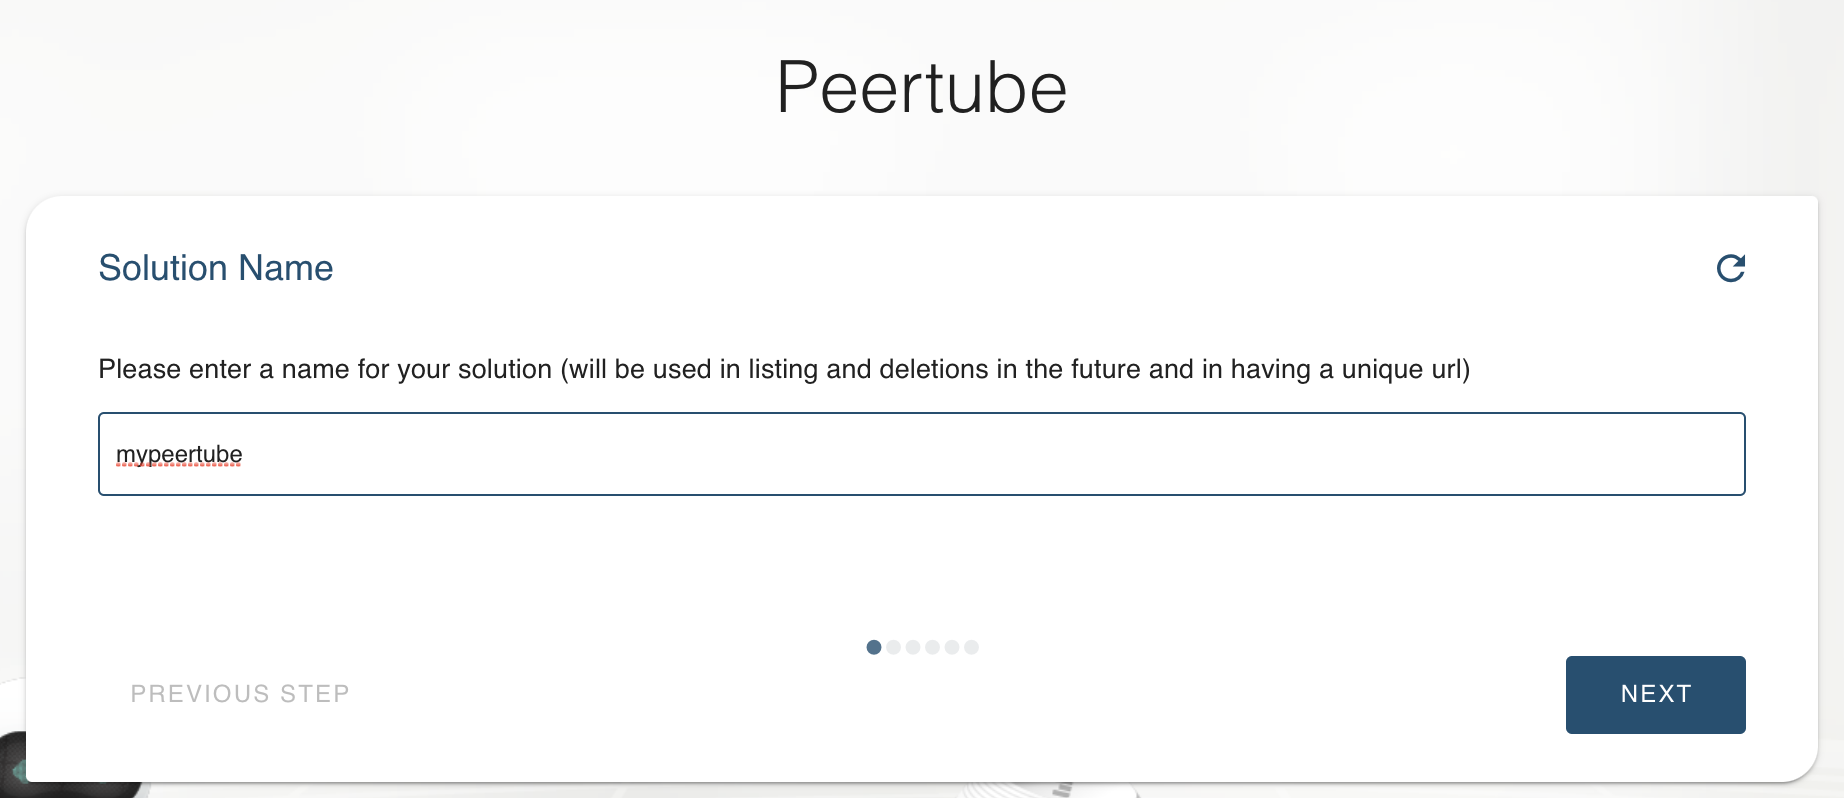 Peertube
Solution Name
Please enter a name for your solution (will be used in listing and deletions in the future and in having a unique url)
mypeertube
PREVIOUS STEP
NEXT